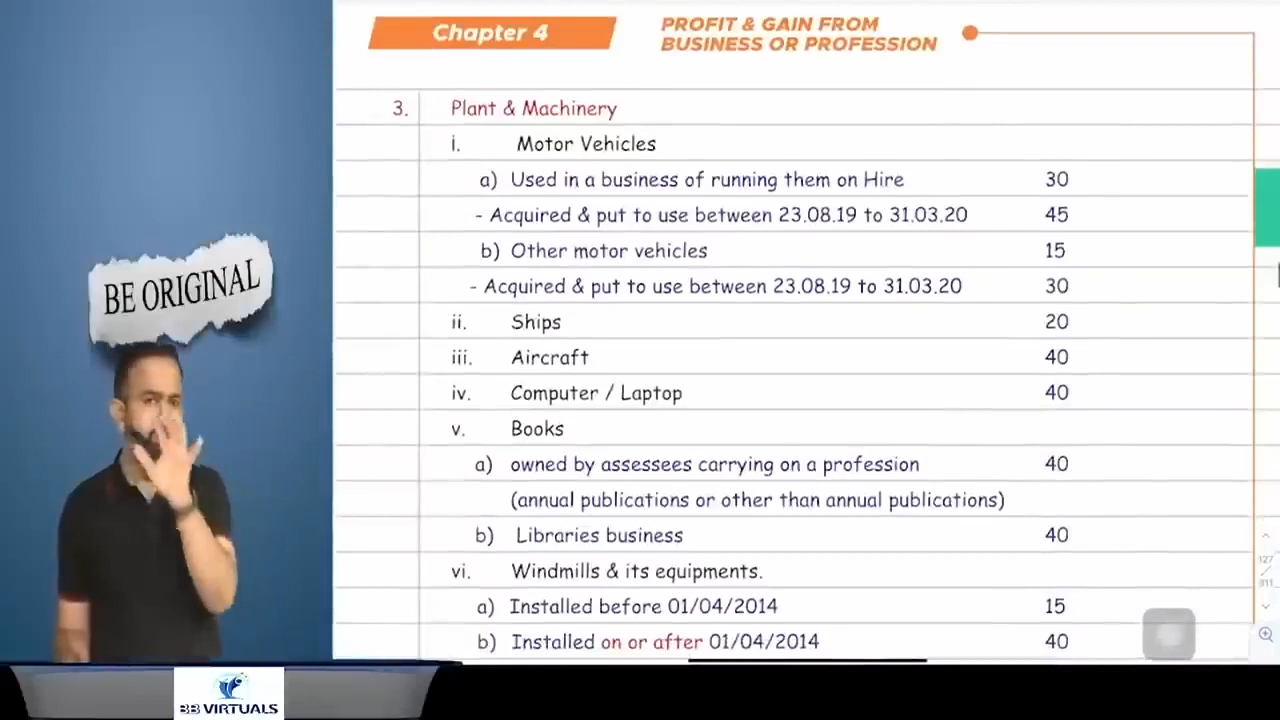 Chapter 4
PROFIT & GAIN FROM
BUSINESS OR PROFESSION
3. Plant & Machinery
i. Motor Vehicles
a) Used in a business of running them on Hire 30
- Acquired & put to use between 23.08.19 to 31.03.20 45
b) Other motor vehicles 15
- Acquired & put to use between 23.08.19 to 31.03.20 30
ii. Ships 20
iii. Aircraft 40
iv. Computer / Laptop 40
v. Books
a) owned by assessees carrying on a profession 40
(annual publications or other than annual publications)
b) Libraries business 40
vi. Windmills & its equipments.
a) Installed before 01/04/2014 15
b) Installed on or after 01/04/2014 40
BE ORIGINAL
BB VIRTUALS
127
/
911